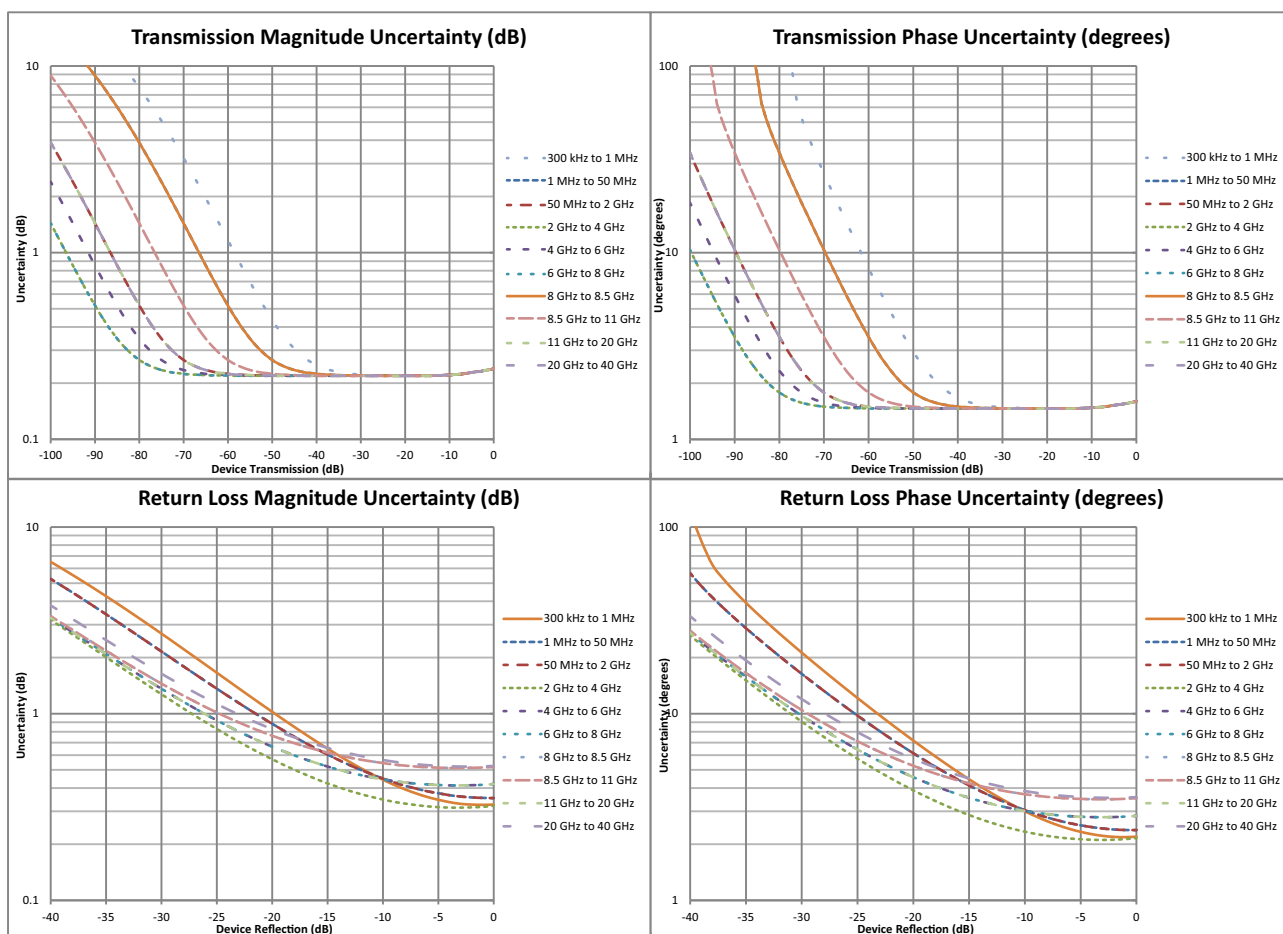 Transmission Magnitude Uncertainty (dB)
10
1
0.1
Uncertainty (dB)
-100 -90 -80 -70 -60 -50 -40 -30 -20 -10 0
Device Transmission (dB)
300 kHz to 1 MHz
1 MHz to 50 MHz
50 MHz to 2 GHz
2 GHz to 4 GHz
4 GHz to 6 GHz
6 GHz to 8 GHz
8 GHz to 8.5 GHz
8.5 GHz to 11 GHz
11 GHz to 20 GHz
20 GHz to 40 GHz
Transmission Phase Uncertainty (degrees)
100
10
1
Uncertainty (degrees)
-100 -90 -80 -70 -60 -50 -40 -30 -20 -10 0
Device Transmission (dB)
300 kHz to 1 MHz
1 MHz to 50 MHz
50 MHz to 2 GHz
2 GHz to 4 GHz
4 GHz to 6 GHz
6 GHz to 8 GHz
8 GHz to 8.5 GHz
8.5 GHz to 11 GHz
11 GHz to 20 GHz
20 GHz to 40 GHz
Return Loss Magnitude Uncertainty (dB)
10
1
0.1
Uncertainty (dB)
-40 -35 -30 -25 -20 -15 -10 -5 0
Device Reflection (dB)
300 kHz to 1 MHz
1 MHz to 50 MHz
50 MHz to 2 GHz
2 GHz to 4 GHz
4 GHz to 6 GHz
6 GHz to 8 GHz
8 GHz to 8.5 GHz
8.5 GHz to 11 GHz
11 GHz to 20 GHz
20 GHz to 40 GHz
Return Loss Phase Uncertainty (degrees)
100
10
1
Uncertainty (degrees)
-40 -35 -30 -25 -20 -15 -10 -5 0
Device Reflection (dB)
300 kHz to 1 MHz
1 MHz to 50 MHz
50 MHz to 2 GHz
2 GHz to 4 GHz
4 GHz to 6 GHz
6 GHz to 8 GHz
8 GHz to 8.5 GHz
8.5 GHz to 11 GHz
11 GHz to 20 GHz
20 GHz to 40 GHz